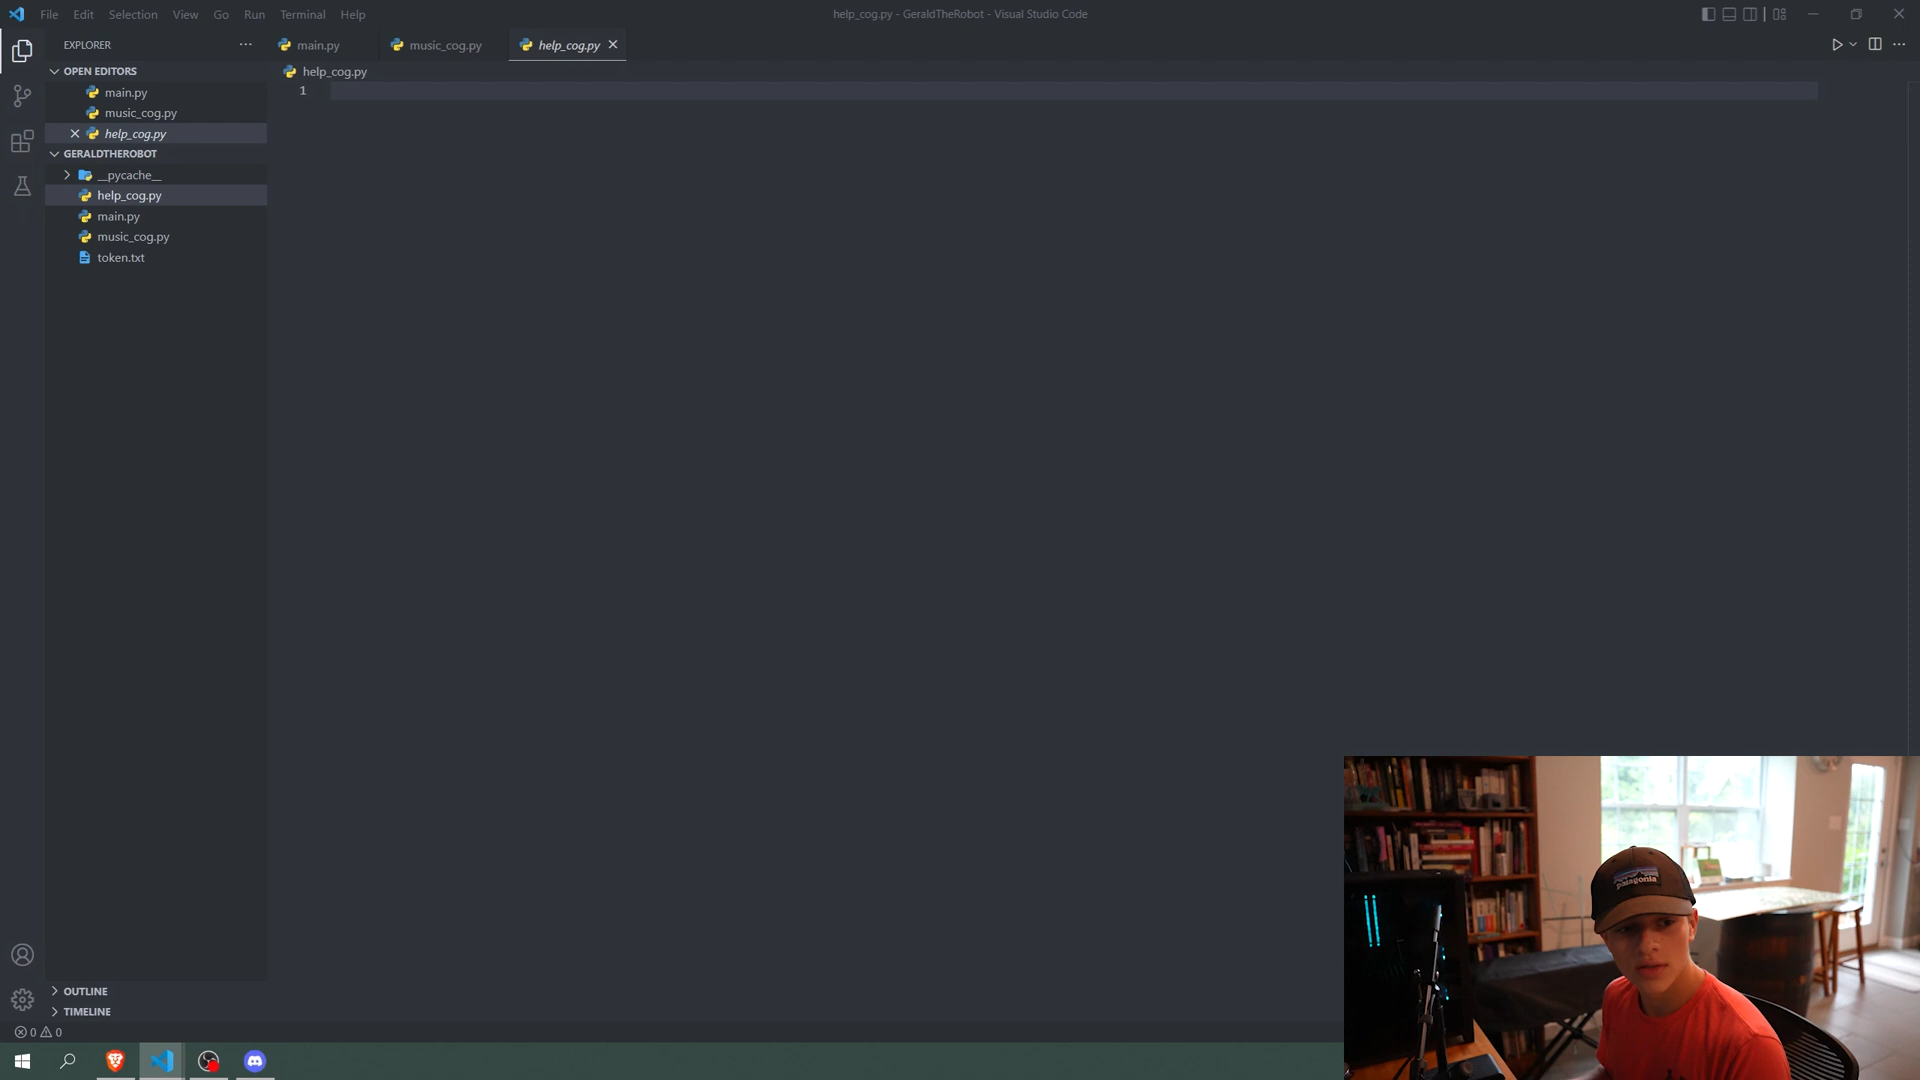 File Edit Selection View Go Run Terminal Help
help_cog.py - GeraldTheRobot - Visual Studio Code
EXPLORER
main.py
music_cog.py
help_cog.py
OPEN EDITORS
main.py
music_cog.py
help_cog.py
GERALDTHEROBOT
__pycache__
help_cog.py
main.py
music_cog.py
token.txt
help_cog.py
1
OUTLINE
TIMELINE
0 0
patagonia